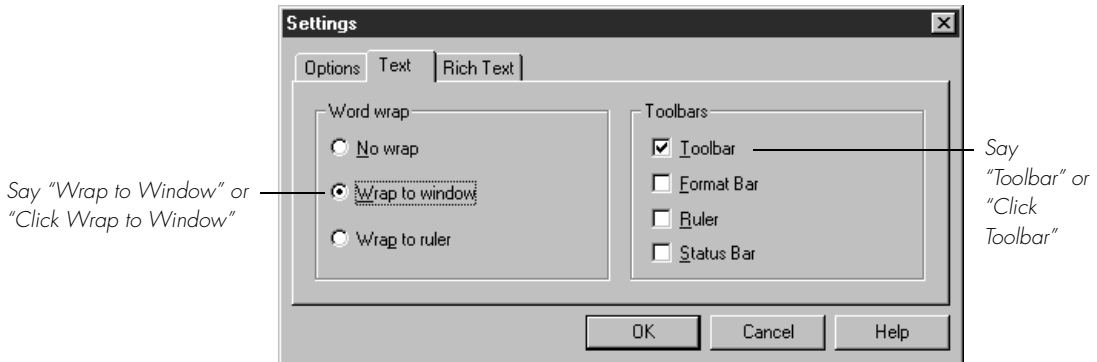 Settings
Options Text Rich Text
Word wrap
No wrap
Wrap to window
Wrap to ruler
Toolbars
Toolbar
Format Bar
Ruler
Status Bar
OK Cancel Help
Say “Wrap to Window” or
“Click Wrap to Window”
Say
“Toolbar” or
“Click
Toolbar”